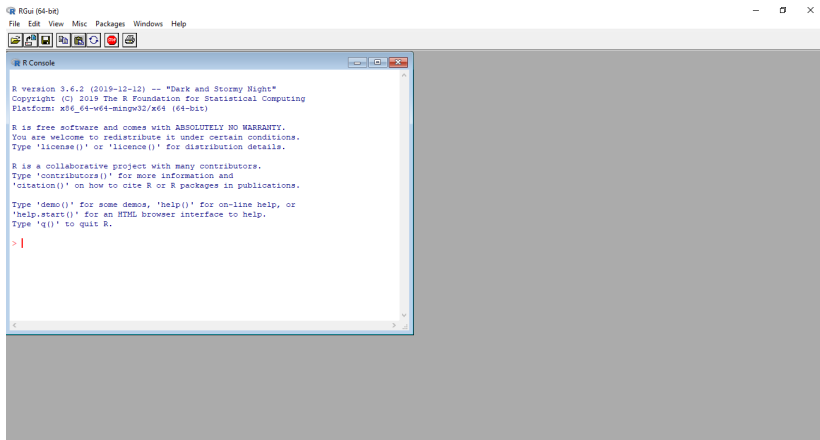 RGui (64-bit)
File Edit View Misc Packages Windows Help
STOP
R Console
R version 3.6.2 (2019-12-12) -- "Dark and Stormy Night"
Copyright (C) 2019 The R Foundation for Statistical Computing
Platform: x86_64-w64-mingw32/x64 (64-bit)
R is free software and comes with ABSOLUTELY NO WARRANTY.
You are welcome to redistribute it under certain conditions.
Type 'license()' or 'licence()' for distribution details.
R is a collaborative project with many contributors.
Type 'contributors()' for more information and
'citation()' on how to cite R or R packages in publications.
Type 'demo()' for some demos, 'help()' for on-line help, or
'help.start()' for an HTML browser interface to help.
Type 'q()' to quit R.
>